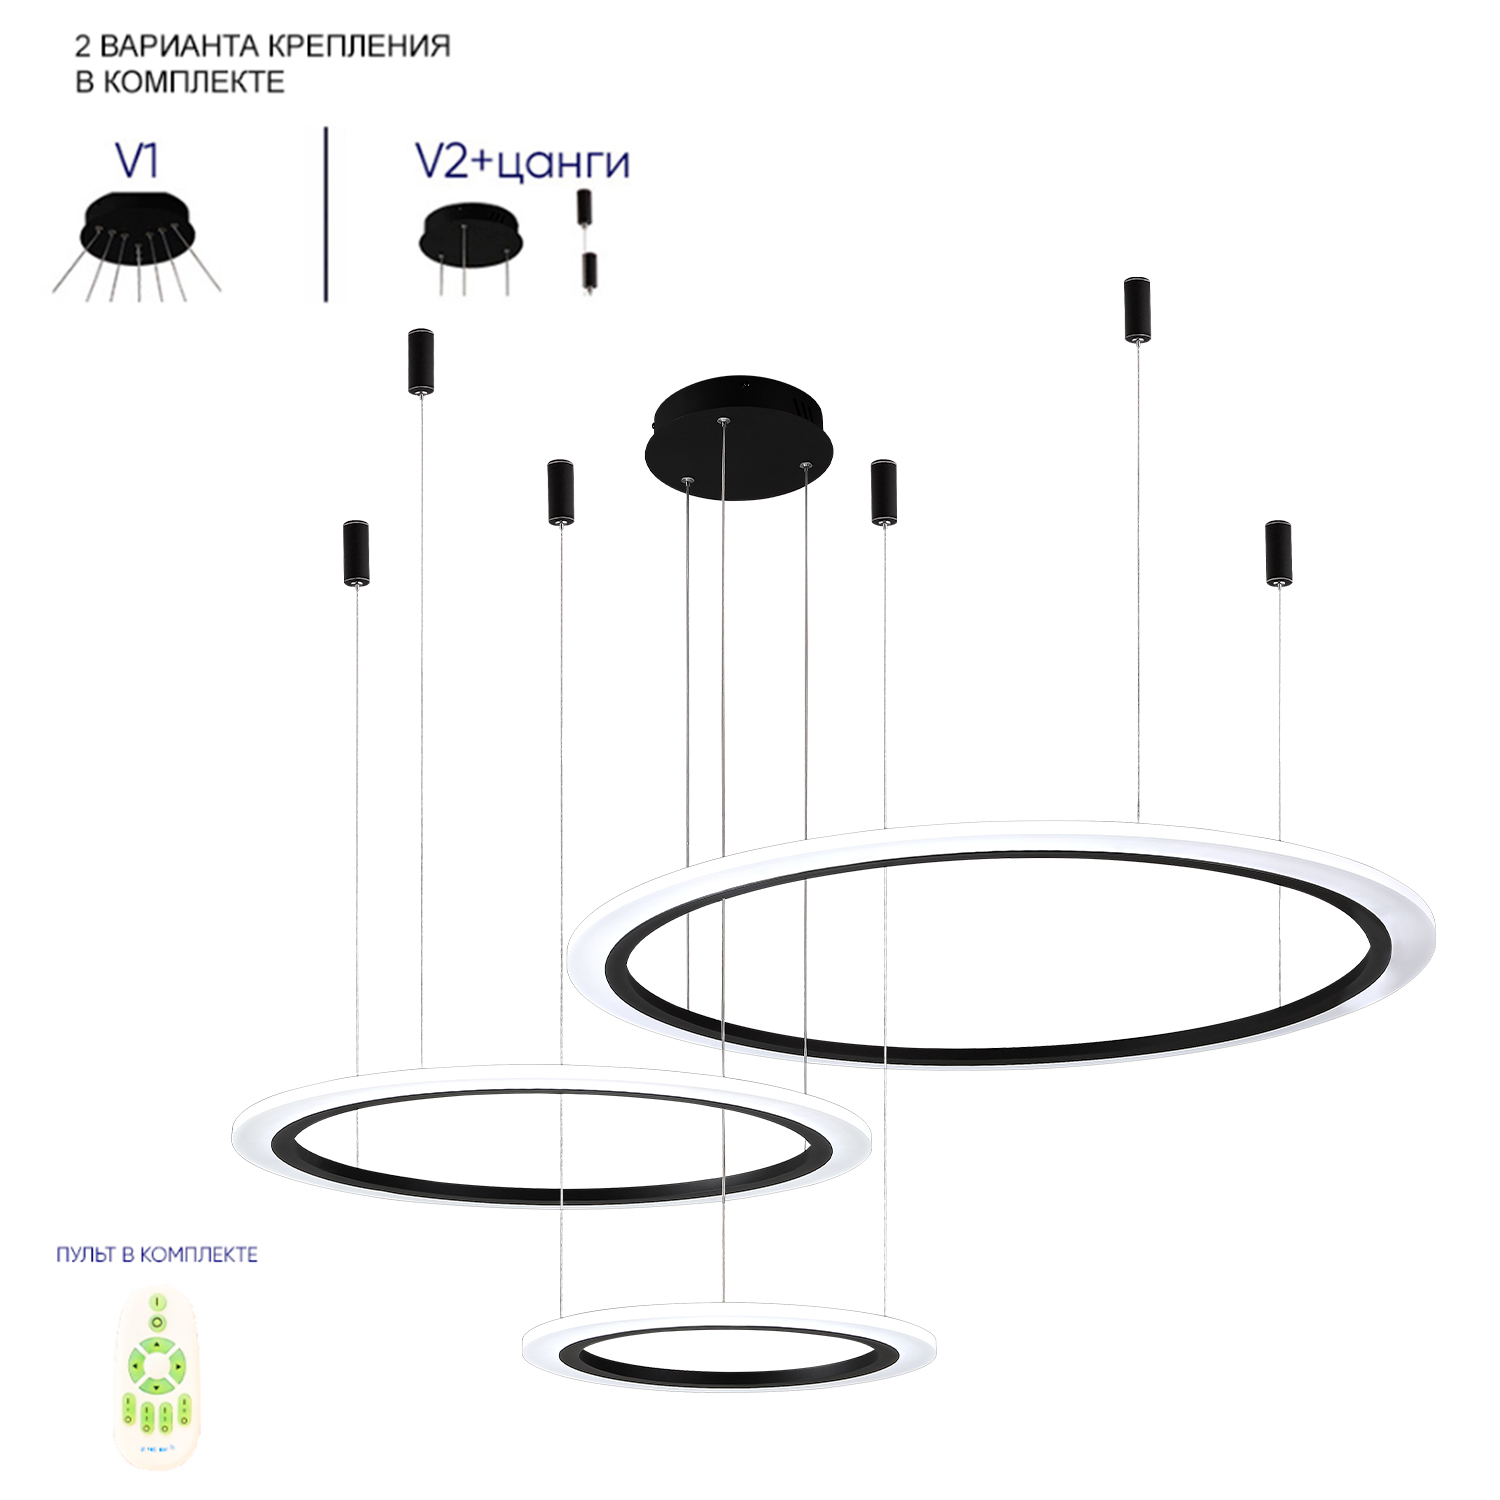 2 ВАРИАНТА КРЕПЛЕНИЯ
В КОМПЛЕКТЕ
V1
V2+цанги
ПУЛЬТ В КОМПЛЕКТЕ